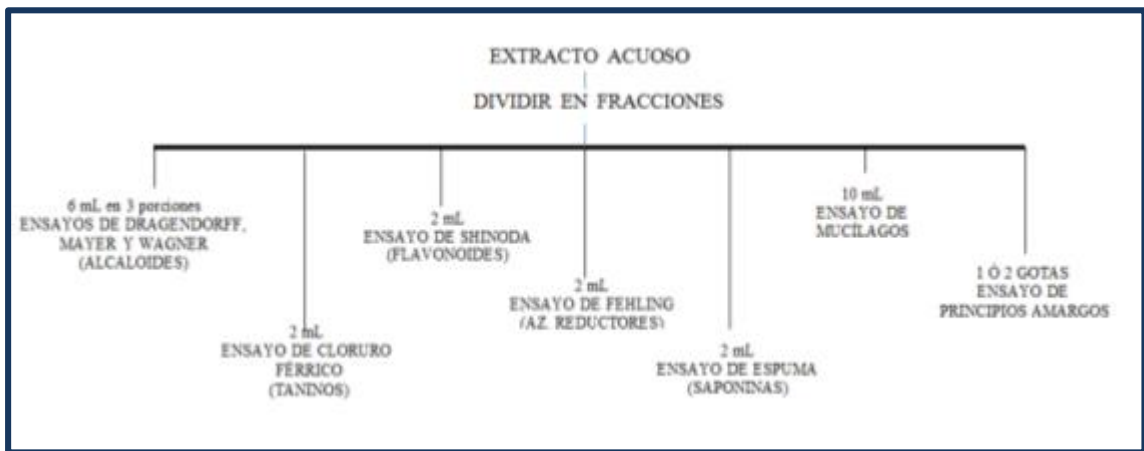 EXTRACTO ACUOSO
DIVIDIR EN FRACCIONES
6 mL en 3 porciones
ENSAYOS DE DRAGENDORFF,
MAYER Y WAGNER
(ALCALOIDES)
2 mL
ENSAYO DE CLORURO
FÉRRICO
(TANINOS)
2 mL
ENSAYO DE SHINODA
(FLAVONOIDES)
2 mL
ENSAYO DE FEHLING
(AZ. REDUCTORES)
2 mL
ENSAYO DE ESPUMA
(SAPONINAS)
10 mL
ENSAYO DE
MUCÍLAGOS
1 Ó 2 GOTAS
ENSAYO DE
PRINCIPIOS AMARGOS